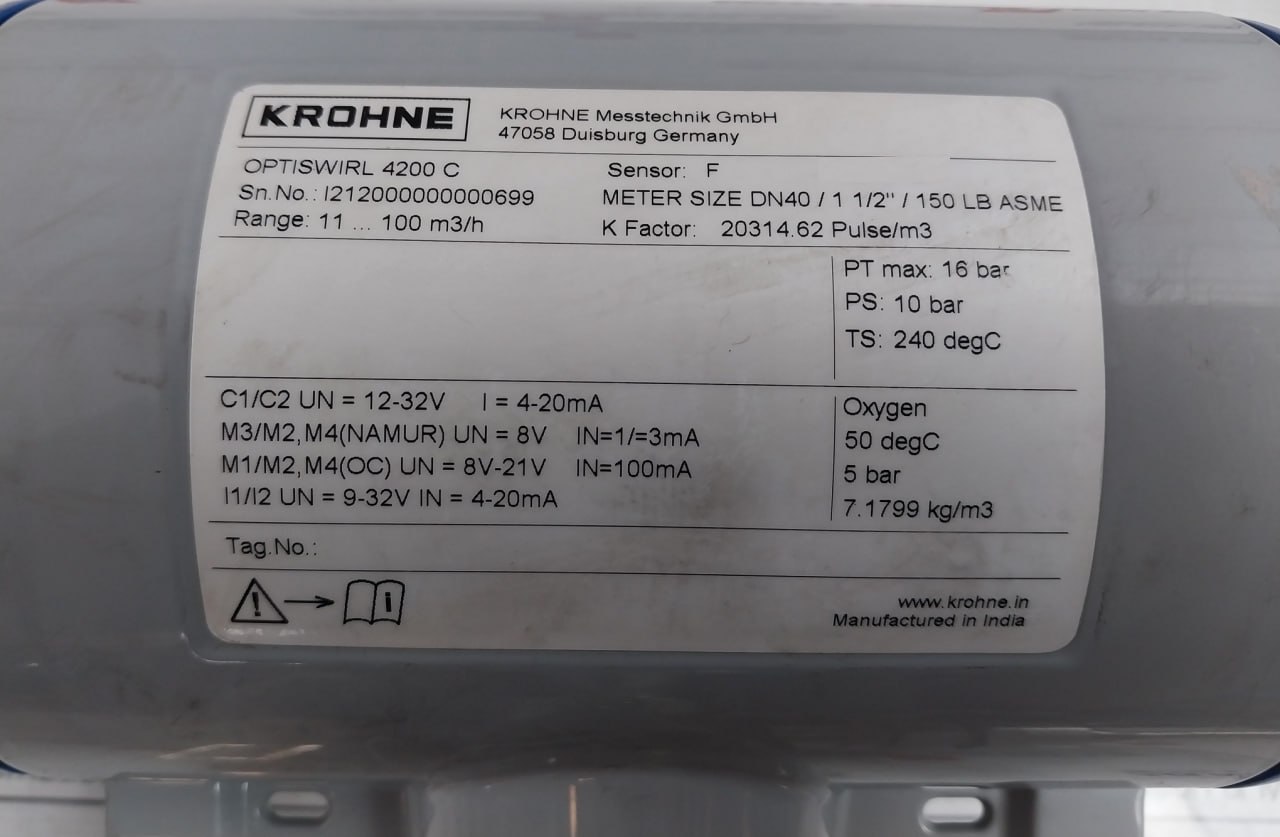 KROHNE
KROHNE Messtechnik GmbH
47058 Duisburg Germany
OPTISWIRL 4200 C
Sn.No.: I212000000000699
Range: 11 ... 100 m3/h
Sensor: F
METER SIZE DN40 / 1 1/2" / 150 LB ASME
K Factor: 20314.62 Pulse/m3
PT max: 16 bar
PS: 10 bar
TS: 240 degC
C1/C2 UN = 12-32V I = 4-20mA
M3/M2,M4(NAMUR) UN = 8V IN=1/=3mA
M1/M2,M4(OC) UN = 8V-21V IN=100mA
I1/I2 UN = 9-32V IN = 4-20mA
Oxygen
50 degC
5 bar
7.1799 kg/m3
Tag.No.:
i
www.krohne.in
Manufactured in India